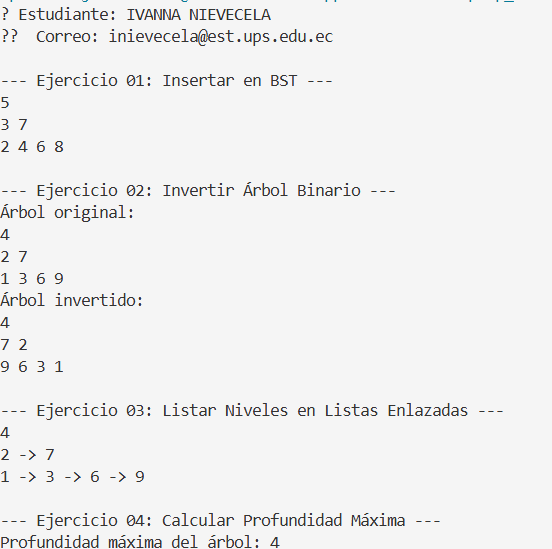 ? Estudiante: IVANNA NIEVECELA
??  Correo: inievecela@est.ups.edu.ec
--- Ejercicio 01: Insertar en BST ---
5
3 7
2 4 6 8
--- Ejercicio 02: Invertir Árbol Binario ---
Árbol original:
4
2 7
1 3 6 9
Árbol invertido:
4
7 2
9 6 3 1
--- Ejercicio 03: Listar Niveles en Listas Enlazadas ---
4
2 -> 7
1 -> 3 -> 6 -> 9
--- Ejercicio 04: Calcular Profundidad Máxima ---
Profundidad máxima del árbol: 4